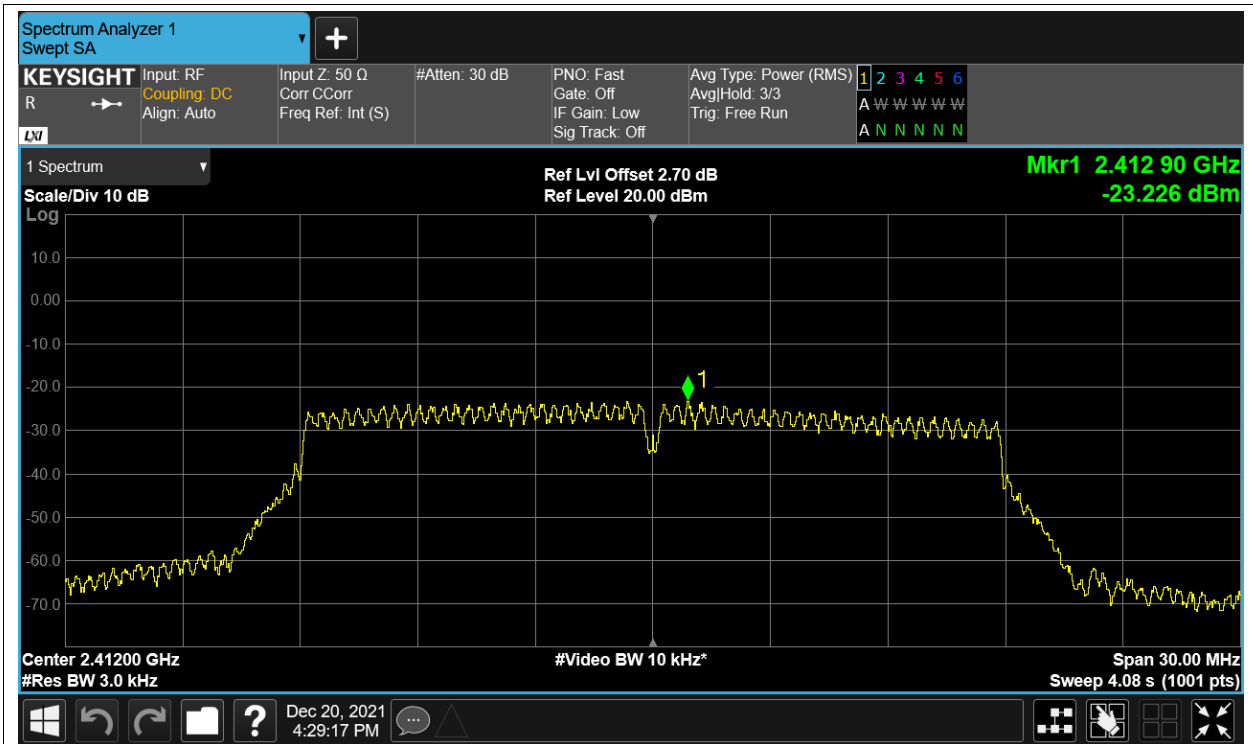 Spectrum Analyzer 1
Swept SA
KEYSIGHT
R
LXI
Input: RF
Coupling: DC
Align: Auto
Input Z: 50 Ω
Corr CCorr
Freq Ref: Int (S)
#Atten: 30 dB
PNO: Fast
Gate: Off
IF Gain: Low
Sig Track: Off
Avg Type: Power (RMS)
Avg|Hold: 3/3
Trig: Free Run
1 2 3 4 5 6
A W W W W W
A N N N N N
1 Spectrum
Scale/Div 10 dB
Log
Ref Lvl Offset 2.70 dB
Ref Level 20.00 dBm
Mkr1 2.412 90 GHz
-23.226 dBm
10.0
0.00
-10.0
-20.0
-30.0
-40.0
-50.0
-60.0
-70.0
1
Center 2.41200 GHz
#Res BW 3.0 kHz
#Video BW 10 kHz*
Span 30.00 MHz
Sweep 4.08 s (1001 pts)
?
Dec 20, 2021
4:29:17 PM